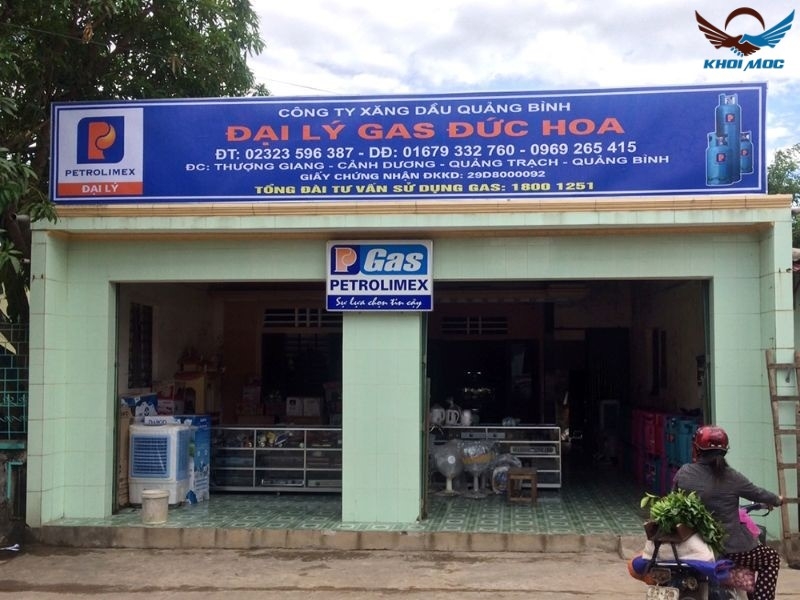 KHOI MOC
CÔNG TY XĂNG DẦU QUẢNG BÌNH
ĐẠI LÝ GAS ĐỨC HOA
ĐT: 02323 596 387 - DĐ: 01679 332 760 - 0969 265 415
ĐC: THƯỢNG GIANG - CẢNH DƯƠNG - QUẢNG TRẠCH - QUẢNG BÌNH
GIẤY CHỨNG NHẬN ĐKKD: 29D8000092
TỔNG ĐÀI TƯ VẤN SỬ DỤNG GAS: 1800 1251
PETROLIMEX
ĐẠI LÝ
P Gas
PETROLIMEX
Sự lựa chọn tin cậy